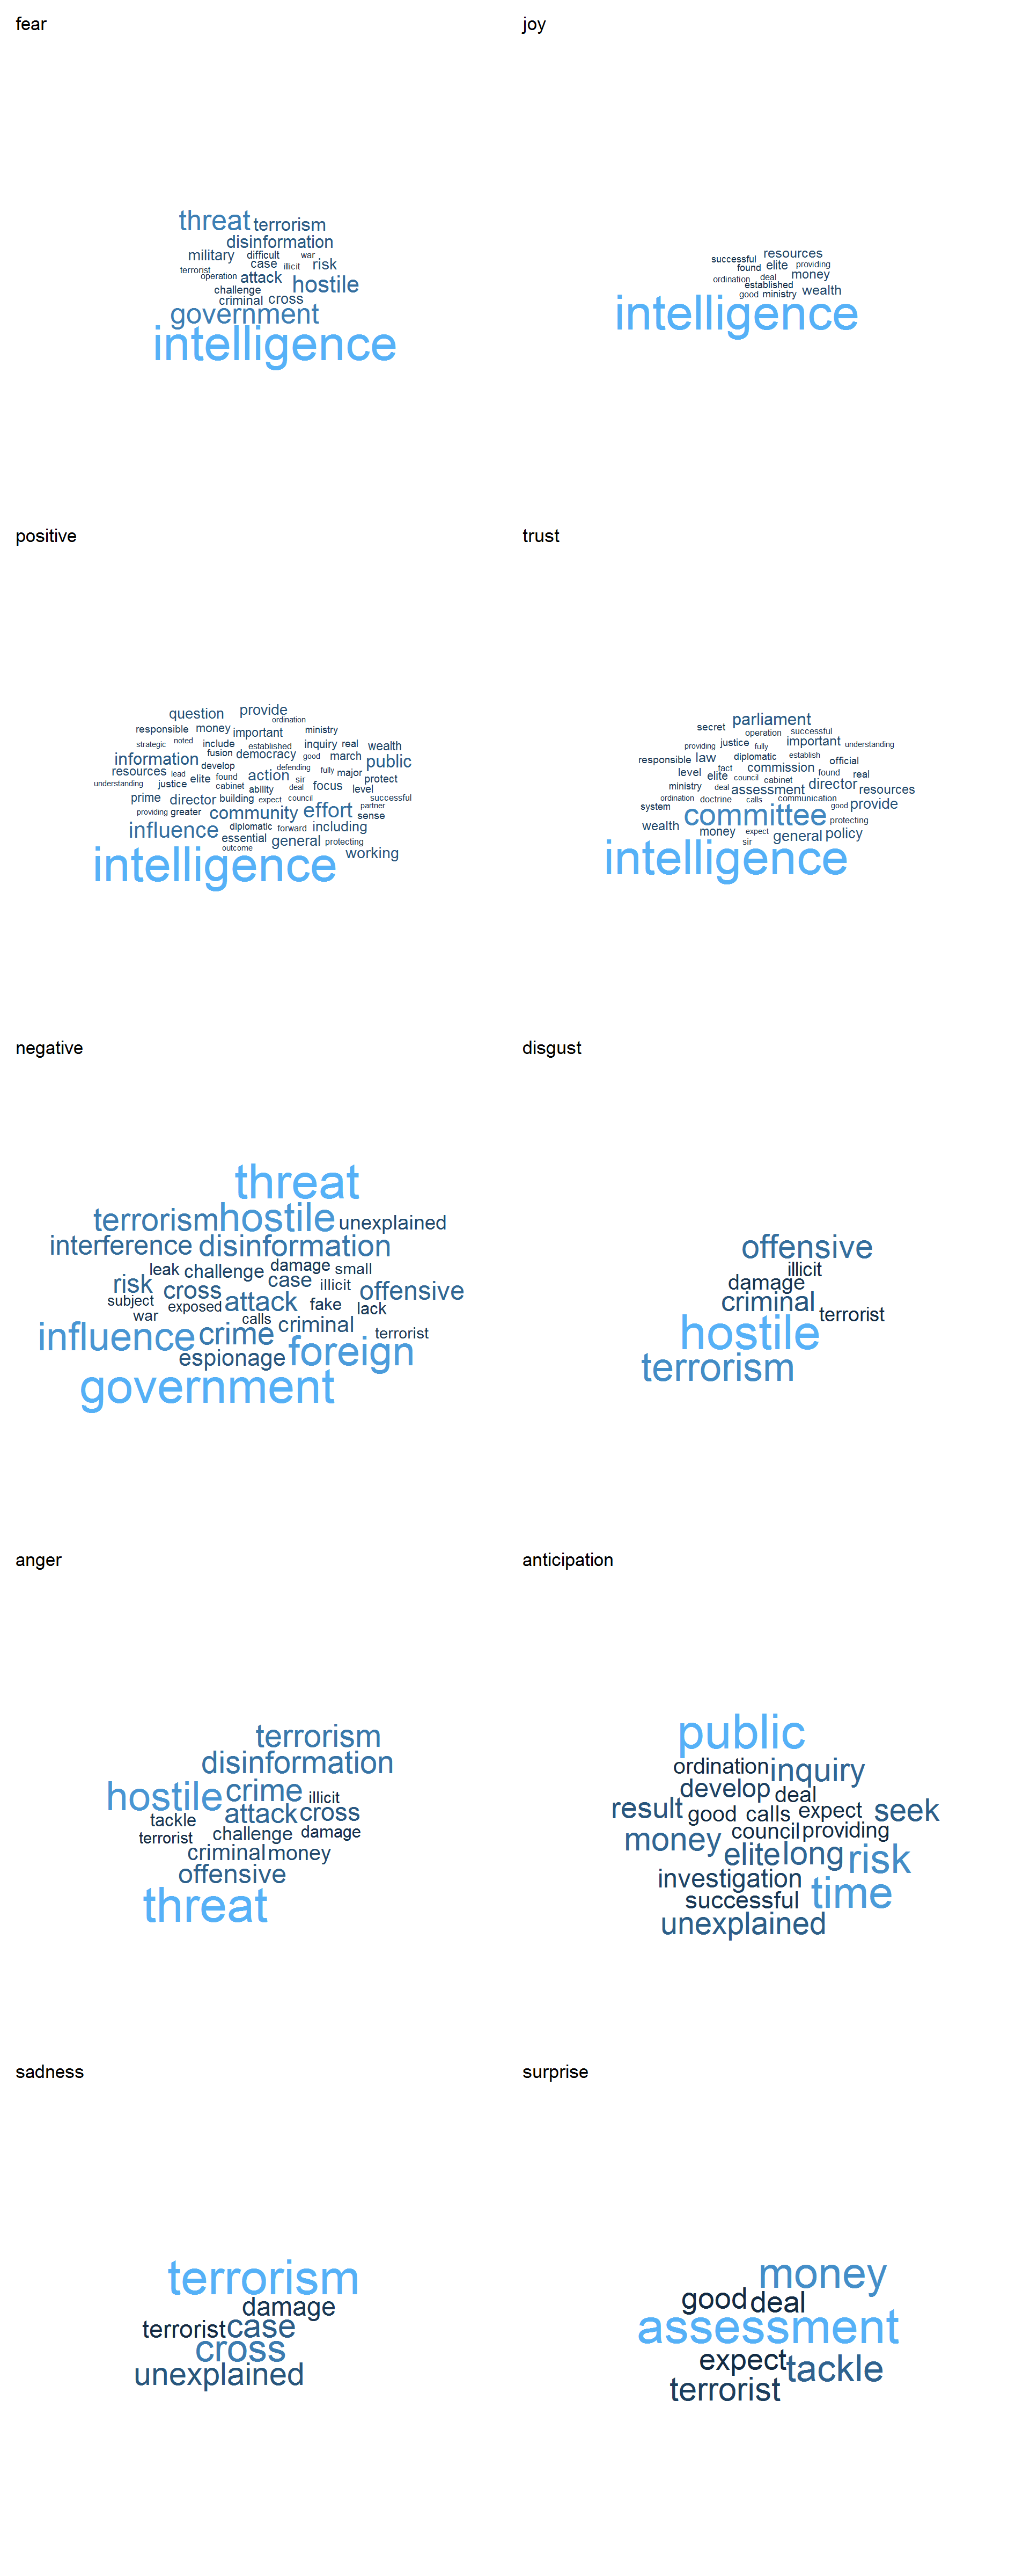 fear
threat terrorism
disinformation
military difficult war
case illicit risk
terrorist operation attack hostile
challenge
criminal cross
government
intelligence
joy
successful resources
found elite providing
ordination deal money
established
good ministry wealth
intelligence
positive
question provide
ordination
responsible money important ministry
strategic noted include established inquiry real wealth
fusion democracy good march
information public
develop defending fully major
resources lead action
understanding justice elite found ability sir focus level protect
cabinet deal
prime director building expect council successful
providing greater community effort partner sense
influence diplomatic forward including
essential general protecting
outcome
intelligence working
trust
secret parliament
operation successful
providing justice fully important understanding
responsible law diplomatic establish official
level fact commission found real
elite council cabinet
ministry deal assessment director resources
ordination doctrine calls communication
system committee good provide
protecting
wealth money expect general policy
sir
intelligence
negative
threat
terrorism hostile unexplained
interference disinformation
leak challenge damage small
risk cross case illicit offensive
subject exposed attack fake lack
war calls
influence crime criminal terrorist
espionage foreign
government
disgust
offensive
illicit
damage
criminal terrorist
hostile
terrorism
anger
terrorism
disinformation
hostile crime illicit
tackle attack cross
terrorist challenge damage
criminal money
offensive
threat
anticipation
public
ordination inquiry
develop deal
result good calls expect seek
money council providing
elite long risk
investigation time
successful
unexplained
sadness
terrorism
damage
terrorist case
cross
unexplained
surprise
money
good deal
assessment
expect tackle
terrorist